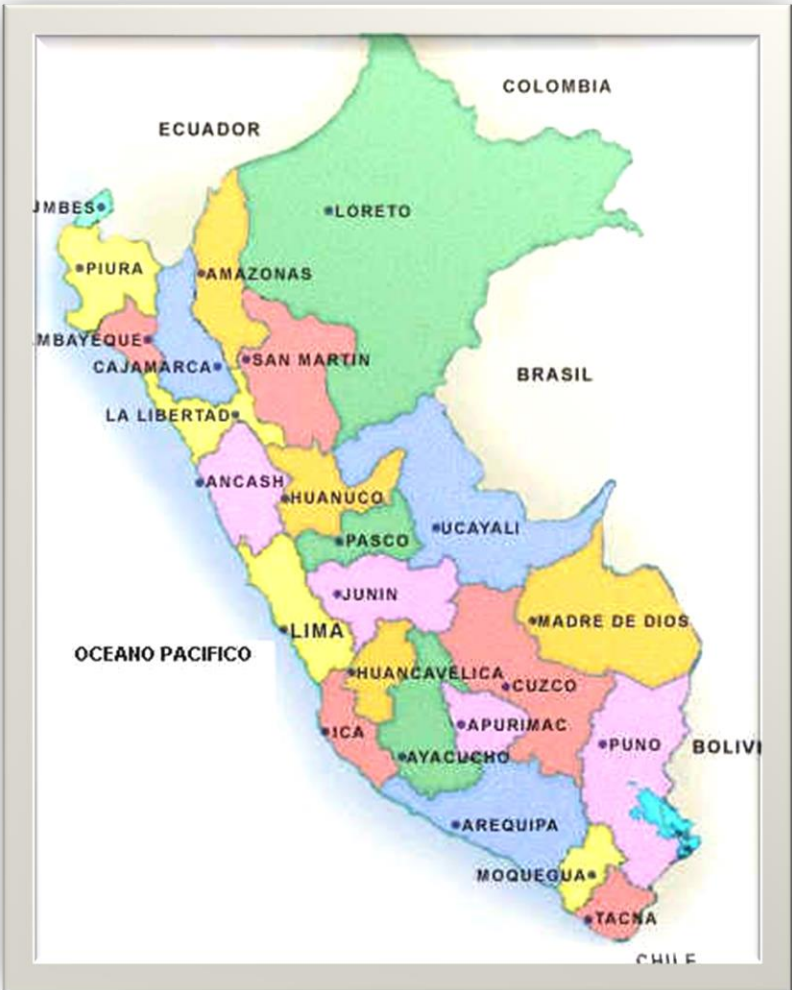 COLOMBIA
ECUADOR
UMBES
LORETO
PIURA
AMAZONAS
MBAYEQUE
SAN MARTIN
CAJAMARCA
BRASIL
LA LIBERTAD
ANCASH
HUANUCO
UCAYALI
PASCO
JUNIN
MADRE DE DIOS
LIMA
OCEANO PACIFICO
HUANCAVELICA
CUZCO
APURIMAC
ICA
PUNO
BOLIVI
AYACUCHO
AREQUIPA
MOQUEGUA
TACNA
CHILE